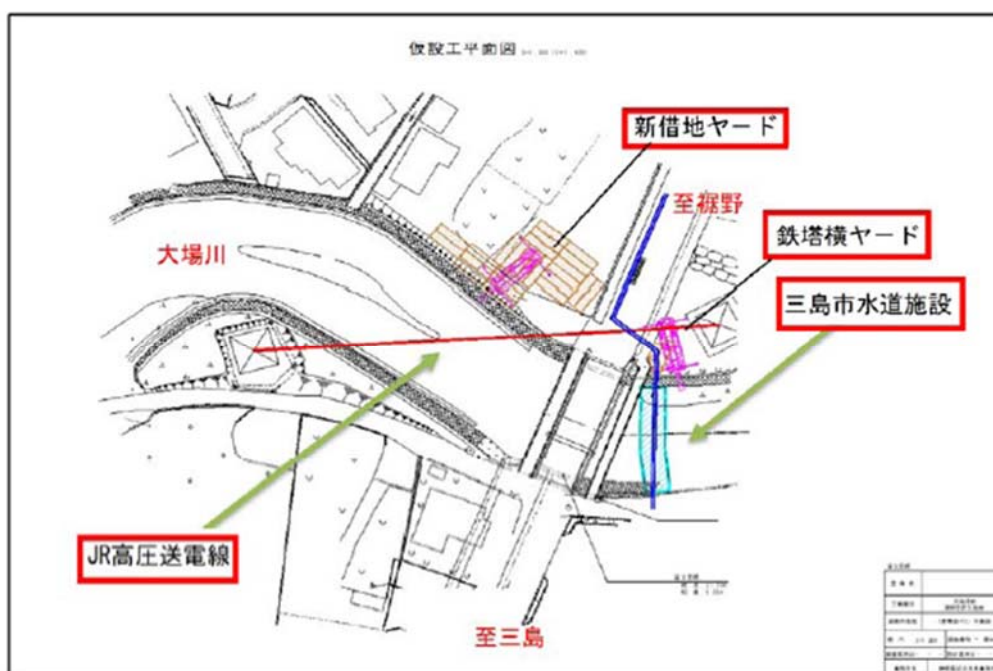 仮設工平面図
新借地ヤード
至裾野
鉄塔横ヤード
大場川
三島市水道施設
JR高圧送電線
至三島